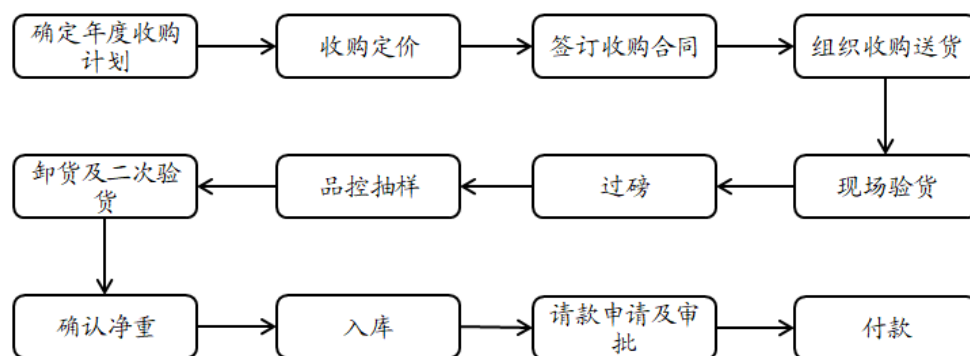 确定年度收购
计划
收购定价
签订收购合同
组织收购送货
现场验货
过磅
品控抽样
卸货及二次验
货
确认净重
入库
请款申请及审
批
付款